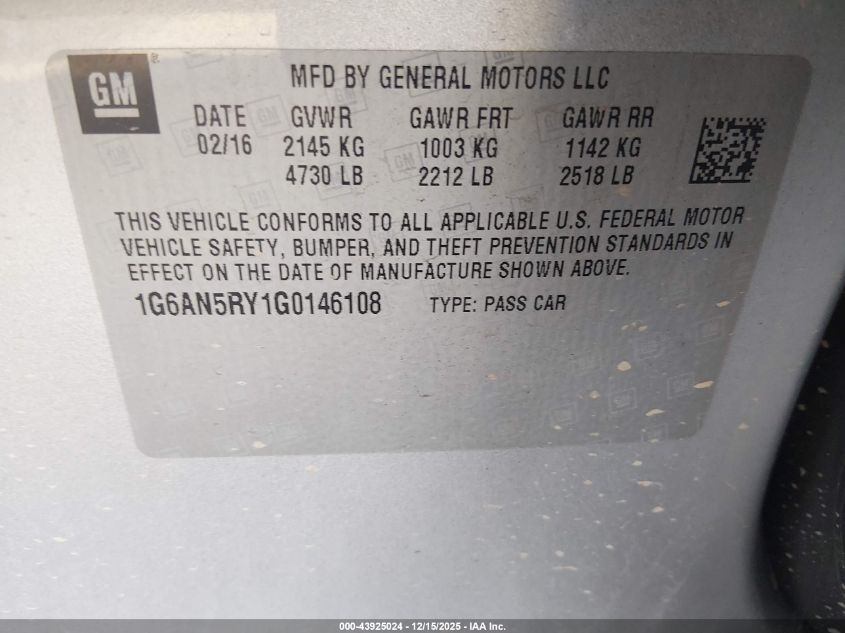 GM
MFD BY GENERAL MOTORS LLC
DATE GVWR GAWR FRT GAWR RR
02/16 2145 KG 1003 KG 1142 KG
4730 LB 2212 LB 2518 LB
THIS VEHICLE CONFORMS TO ALL APPLICABLE U.S. FEDERAL MOTOR
VEHICLE SAFETY, BUMPER, AND THEFT PREVENTION STANDARDS IN
EFFECT ON THE DATE OF MANUFACTURE SHOWN ABOVE.
1G6AN5RY1G0146108 TYPE: PASS CAR
000-43925024 - 12/15/2025 - IAA Inc.